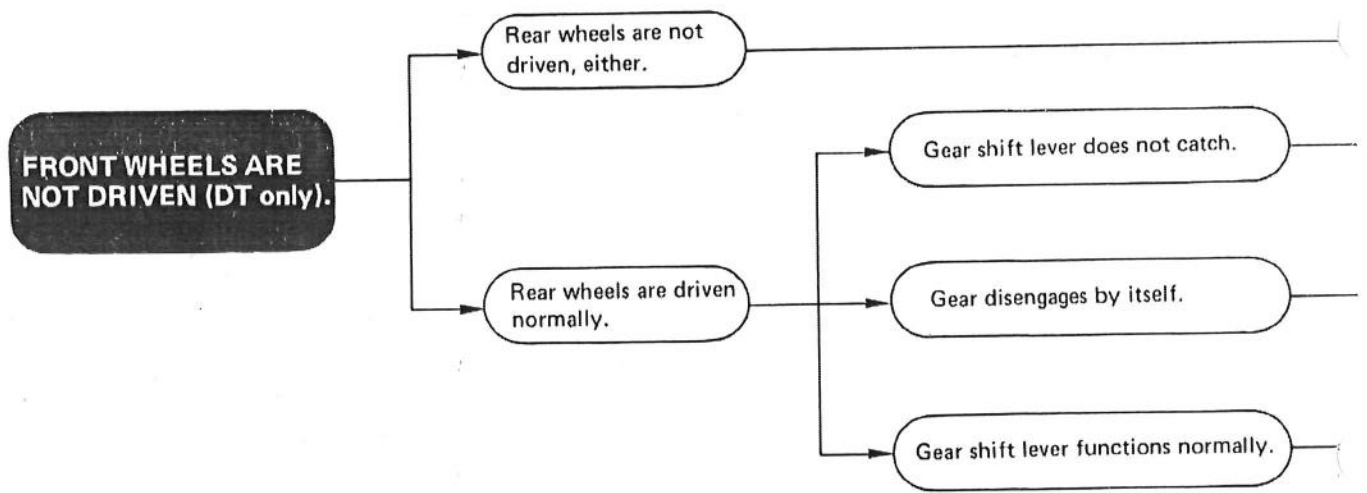 Rear wheels are not
driven, either.
FRONT WHEELS ARE
NOT DRIVEN (DT only).
Gear shift lever does not catch.
Rear wheels are driven
normally.
Gear disengages by itself.
Gear shift lever functions normally.